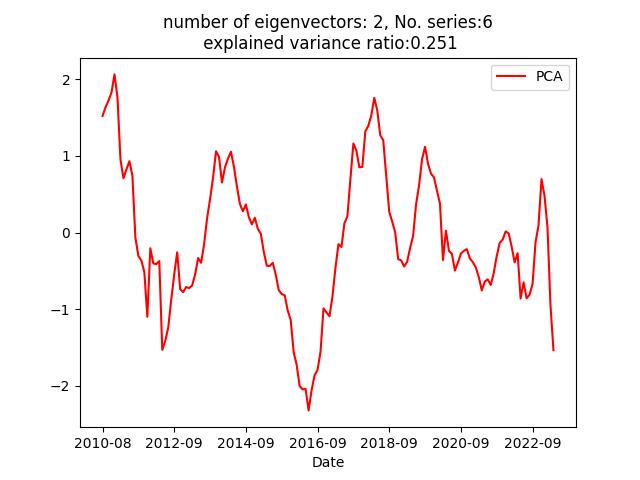 number of eigenvectors: 2, No. series:6
explained variance ratio:0.251
PCA
2
1
0
−1
−2
2010-08 2012-09 2014-09 2016-09 2018-09 2020-09 2022-09
Date